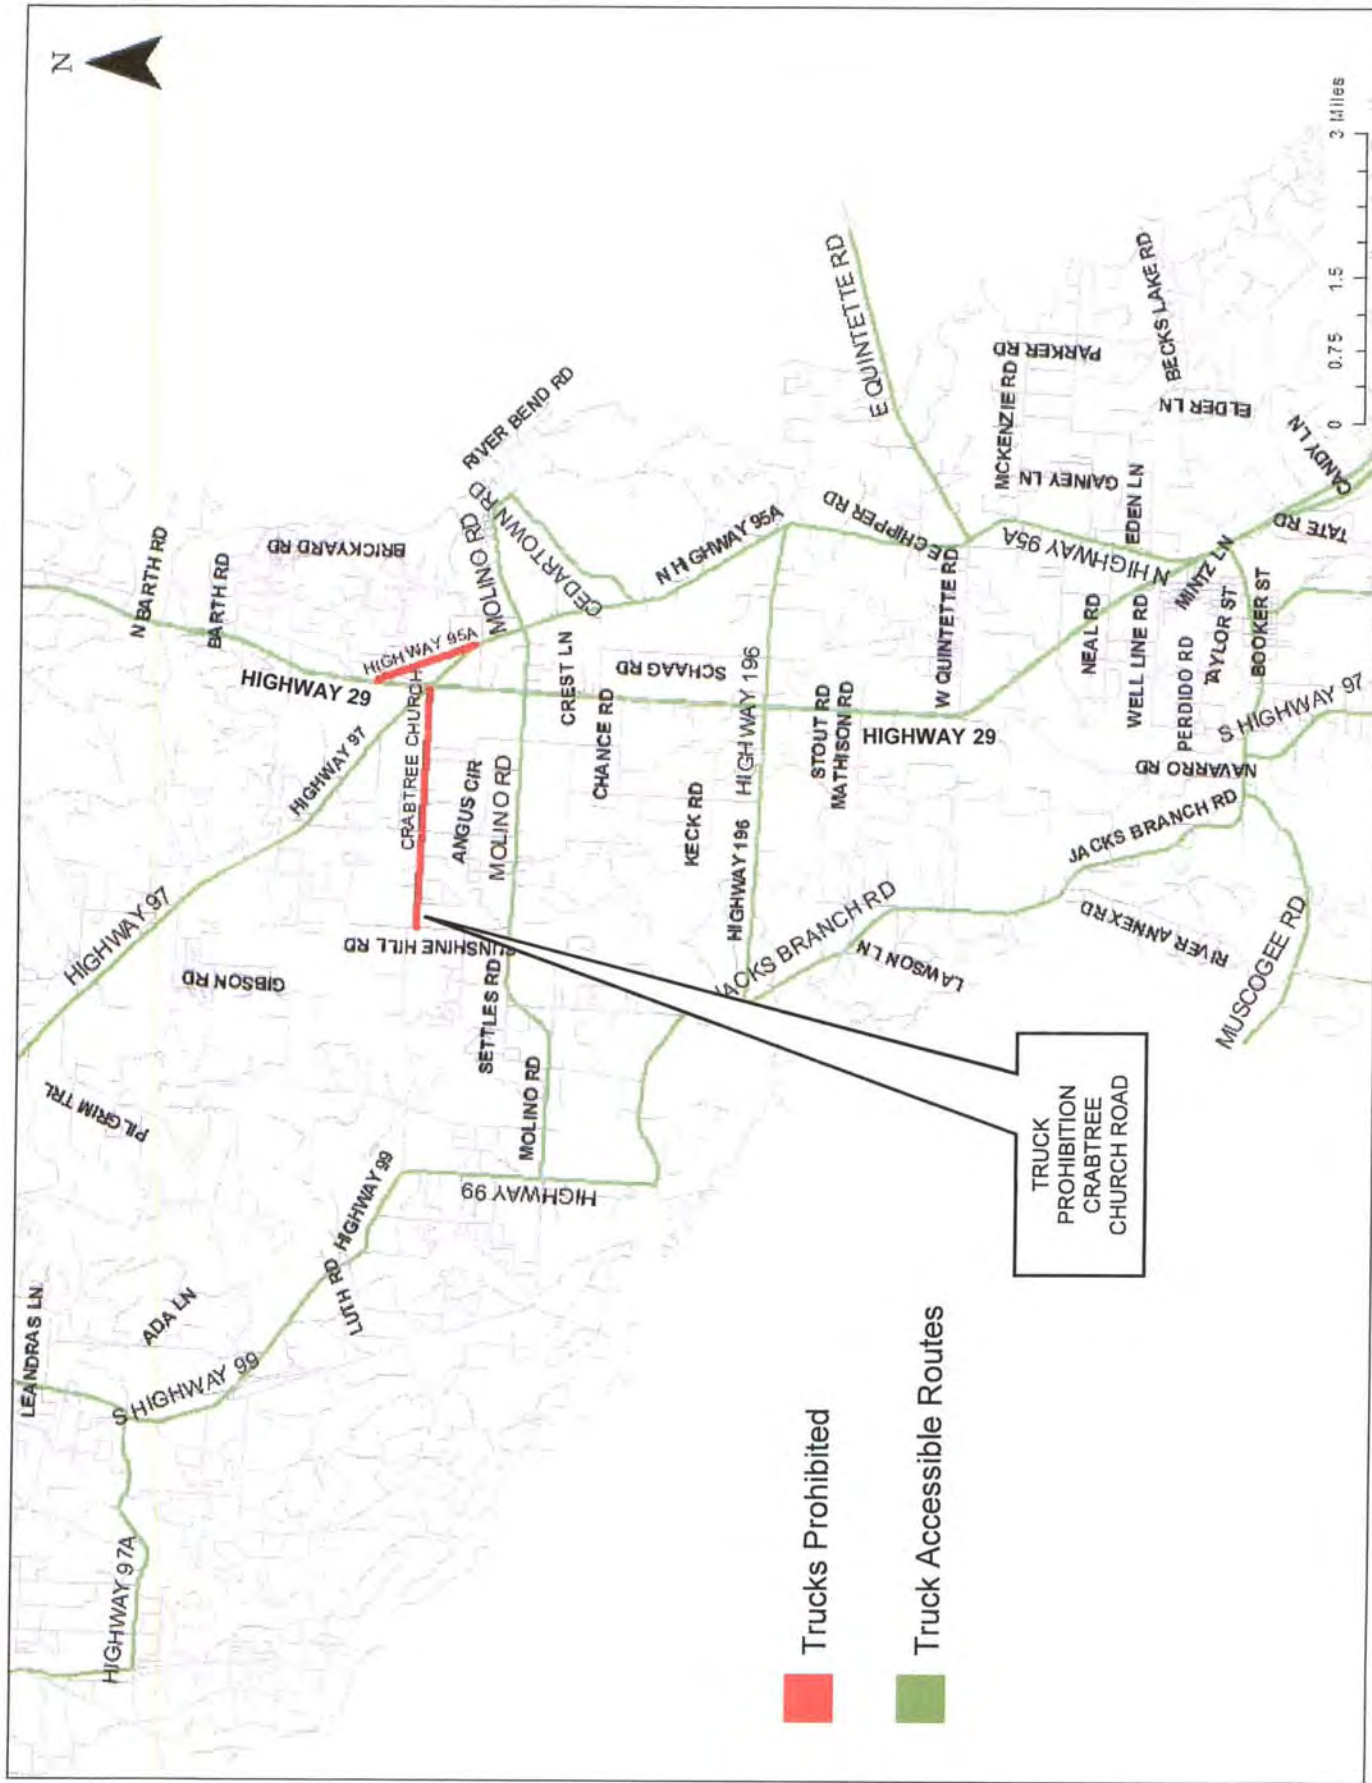 N
LEANDRAS LN
ADA LN
S HIGHWAY 99
HIGHWAY 97A
PILGRIM TRL
HIGHWAY 97
GIBSON RD
LUTH RD
HIGHWAY 99
HIGHWAY 99
MOLINO RD
SETTLES RD
SUNSHINE HILL RD
HIGHWAY 97
CRABTREE CHURCH
ANGUS CIR
MOLINO RD
HIGHWAY 29
N BARTH RD
BARTH RD
BRICKYARD RD
HIGHWAY 95A
MOLINO RD
CEDARTOWN RD
RIVER BEND RD
CREST LN
CHANCE RD
SCHAAG RD
N HIGHWAY 95A
KECK RD
HIGHWAY 196
HIGHWAY 196
JACKS BRANCH RD
LAWSON LN
STOUT RD
MATHISON RD
HIGHWAY 29
W QUINTETTE RD
E CHIPPER RD
E QUINTETTE RD
MCKENZIE RD
PARKER RD
GAINEY LN
N HIGHWAY 95A
EDEN LN
BECKS LAKE RD
ELDER LN
NEAL RD
WELL LINE RD
PERDIDO RD
MINTZ LN
TAYLOR ST
BOOKER ST
TATE RD
CANDY LN
S HIGHWAY 97
NAVARRO RD
JACKS BRANCH RD
RIVER ANNEX RD
MUSCOGEE RD
TRUCK
PROHIBITION
CRABTREE
CHURCH ROAD
Trucks Prohibited
Truck Accessible Routes
0 0.75 1.5 3 Miles